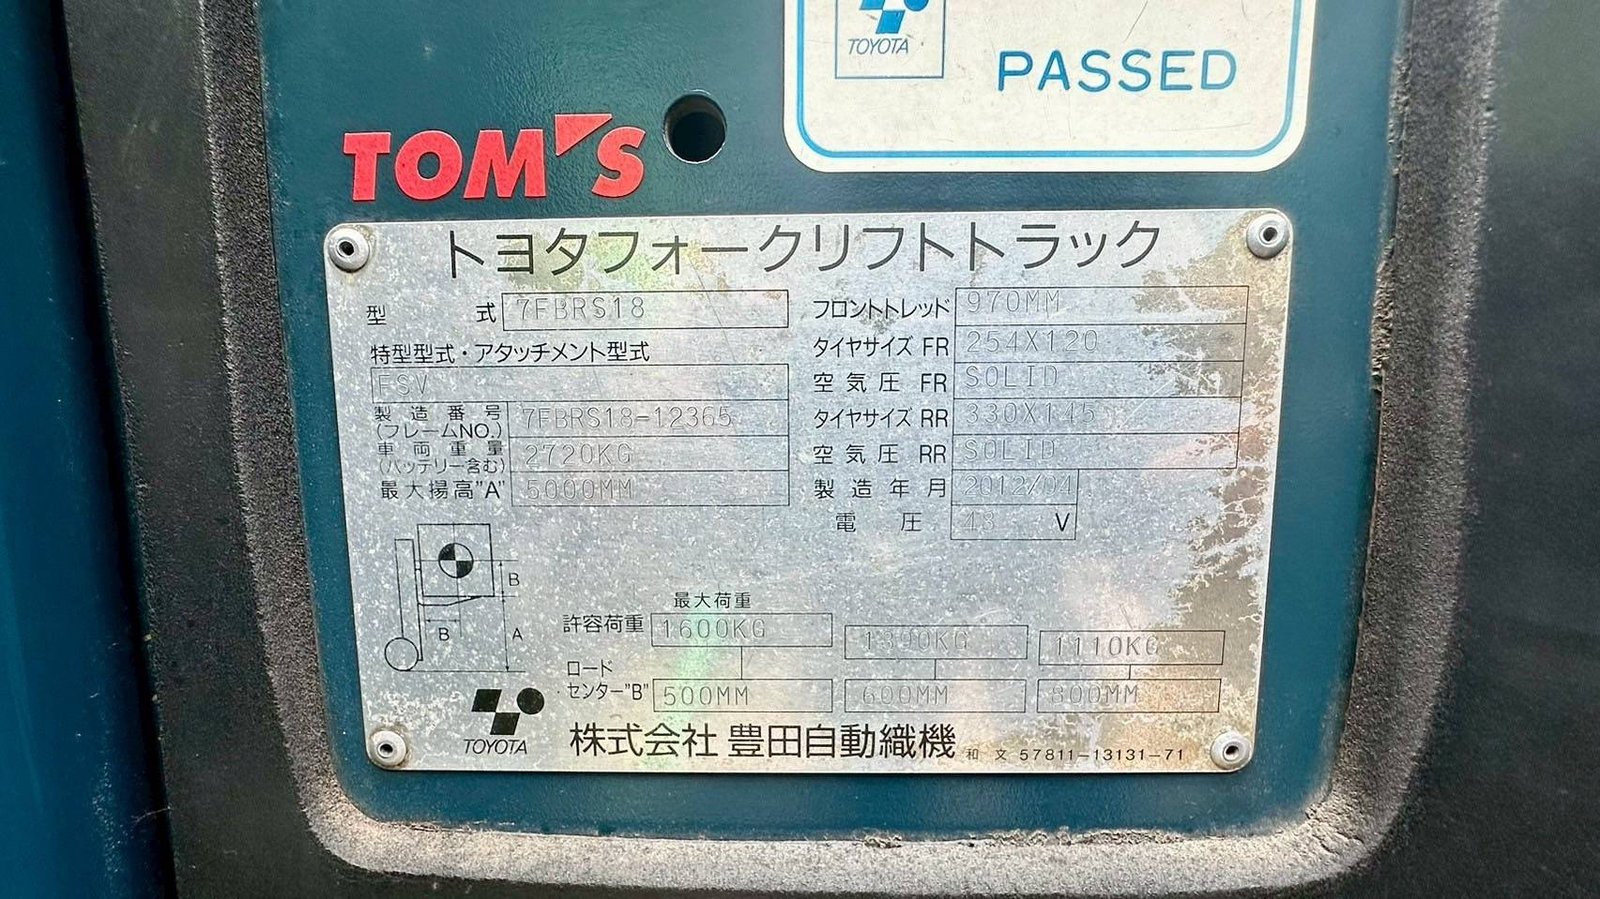 TOYOTA
PASSED
TOM'S
トヨタフォークリフトトラック
型 式 7FBRS18
特型型式・アタッチメント型式
FSV
製造番号 7FBRS18-12365
(フレームNO.)
車両重量 2720KG
(バッテリー含む)
最大揚高"A" 5000MM
フロントトレッド 970MM
タイヤサイズ FR 254X120
空気圧 FR SOLID
タイヤサイズ RR 330X145
空気圧 RR SOLID
製造年月 2012/04
電 圧 48 V
B
B
A
最大荷重
許容荷重 1600KG 1390KG 1110KG
ロード
センター"B" 500MM 600MM 800MM
TOYOTA
株式会社 豊田自動織機 和 文 57811-13131-71